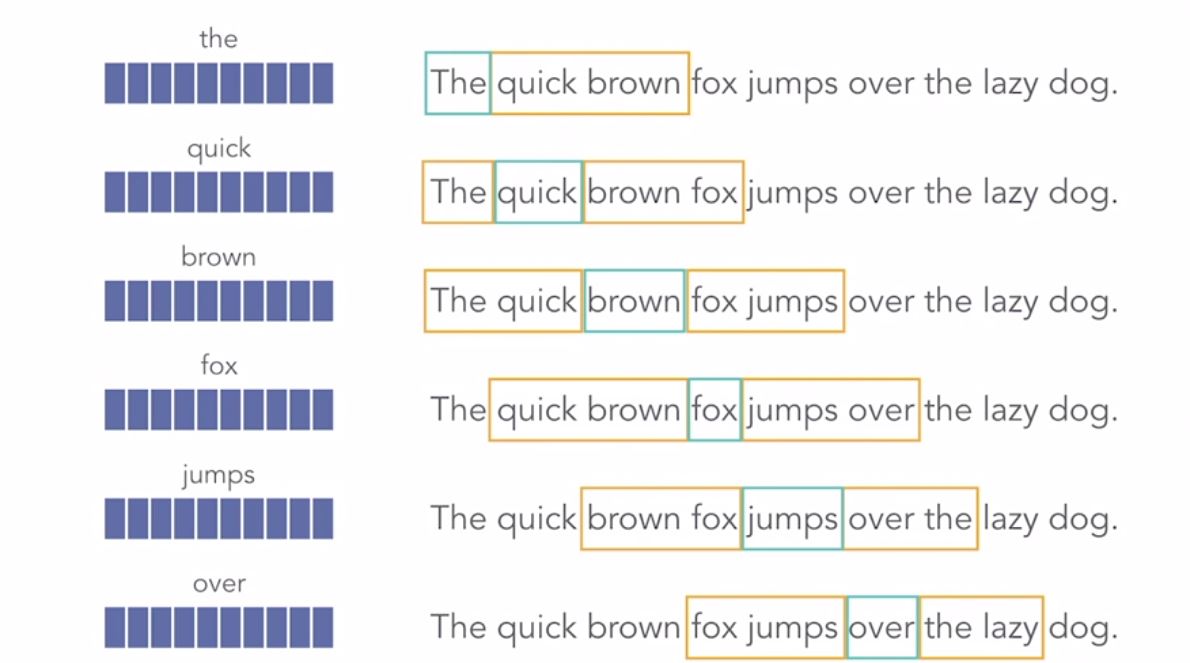 the
The quick brown fox jumps over the lazy dog.
quick
The quick brown fox jumps over the lazy dog.
brown
The quick brown fox jumps over the lazy dog.
fox
The quick brown fox jumps over the lazy dog.
jumps
The quick brown fox jumps over the lazy dog.
over
The quick brown fox jumps over the lazy dog.